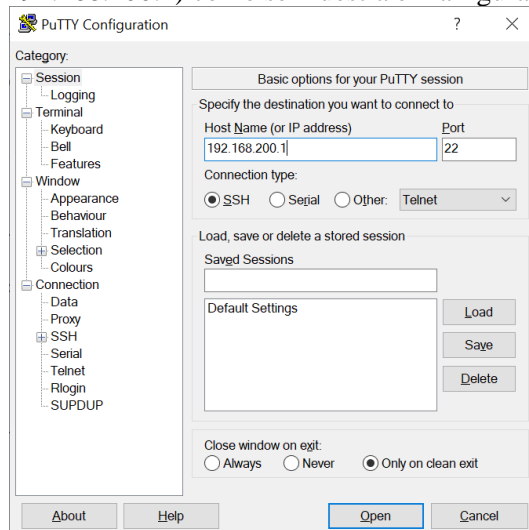 PuTTY Configuration
? ×
Category:
Session
Logging
Terminal
Keyboard
Bell
Features
Window
Appearance
Behaviour
Translation
Selection
Colours
Connection
Data
Proxy
SSH
Serial
Telnet
Rlogin
SUPDUP
Basic options for your PuTTY session
Specify the destination you want to connect to
Host Name (or IP address) Port
192.168.200.1 22
Connection type:
SSH Serial Other: Telnet
Load, save or delete a stored session
Saved Sessions
Default Settings
Load
Save
Delete
Close window on exit:
Always Never Only on clean exit
About Help Open Cancel